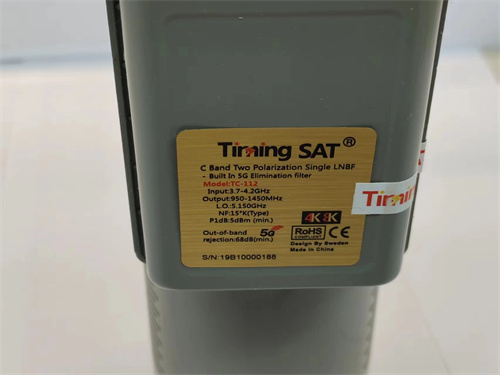 Timing SAT®
C Band Two Polarization Single LNBF
- Built In 5G Elimination filter
Model:TC-112
Input:3.7-4.2GHz
Output:950-1450MHz
L.O.:5.150GHz
NF:15°K(Type)
P1dB:5dBm (min.)
Out-of-band
rejection:68dB(min.)
5G
RoHS
COMPLIANT
4K 8K
CE
Design By Sweden
Made in China
S/N:19B10000188
Timin